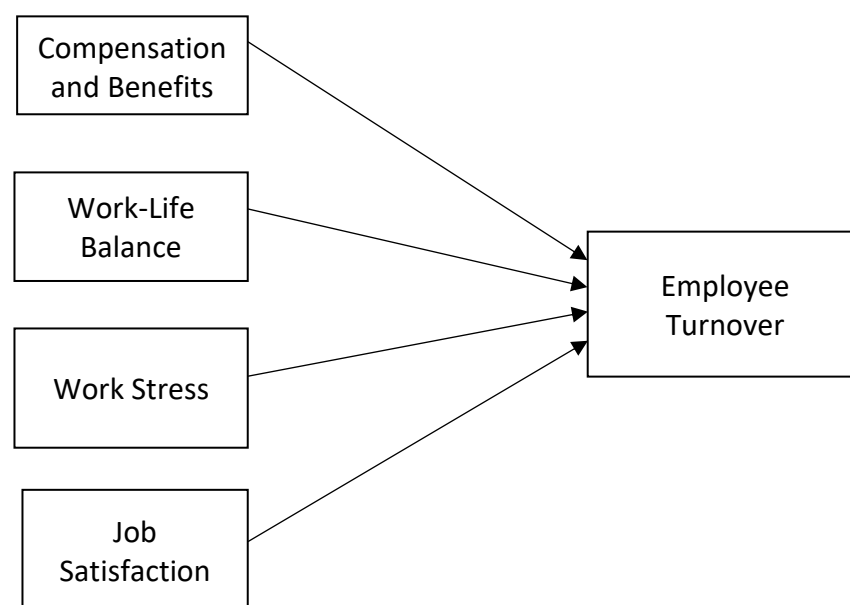 Compensation
and Benefits
Work-Life
Balance
Work Stress
Job
Satisfaction
Employee
Turnover